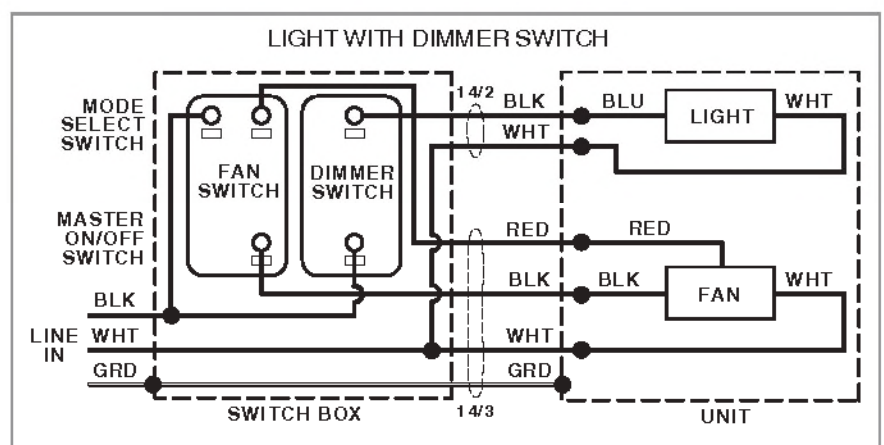 LIGHT WITH DIMMER SWITCH
MODE
SELECT
SWITCH
MASTER
ON/OFF
SWITCH
FAN
SWITCH
DIMMER
SWITCH
14/2
BLK
BLU
LIGHT
WHT
WHT
RED
RED
BLK
BLK
FAN
WHT
BLK
LINE
IN
WHT
WHT
GRD
GRD
14/3
SWITCH BOX
UNIT